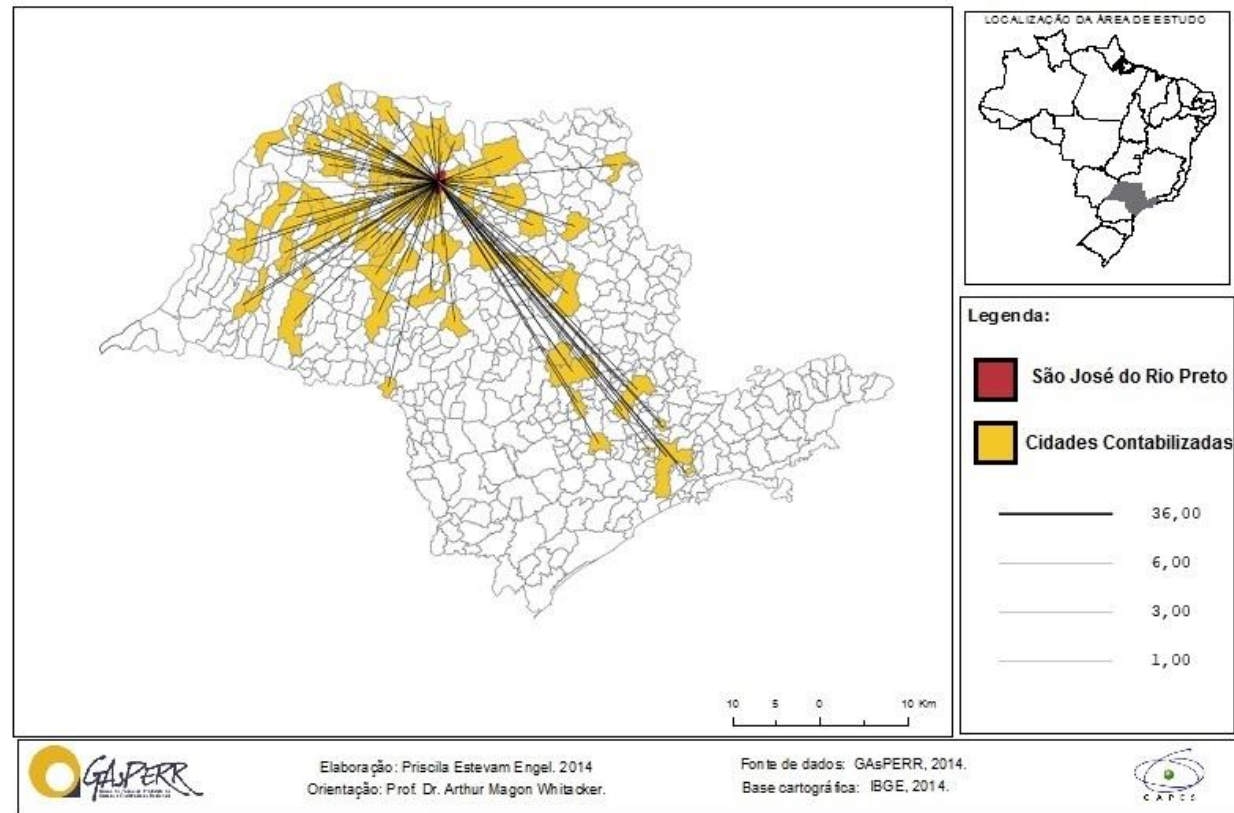 LOCALIZAÇÃO DA ÁREA DE ESTUDO
Legenda:
São José do Rio Preto
Cidades Contabilizadas
36,00
6,00
3,00
1,00
10 5 0 10 Km
GAsPERR
Elaboração: Priscila Estevam Engel. 2014
Orientação: Prof. Dr. Arthur Magon Whitacker.
Fonte de dados: GAsPERR, 2014.
Base cartográfica: IBGE, 2014.
CAPES